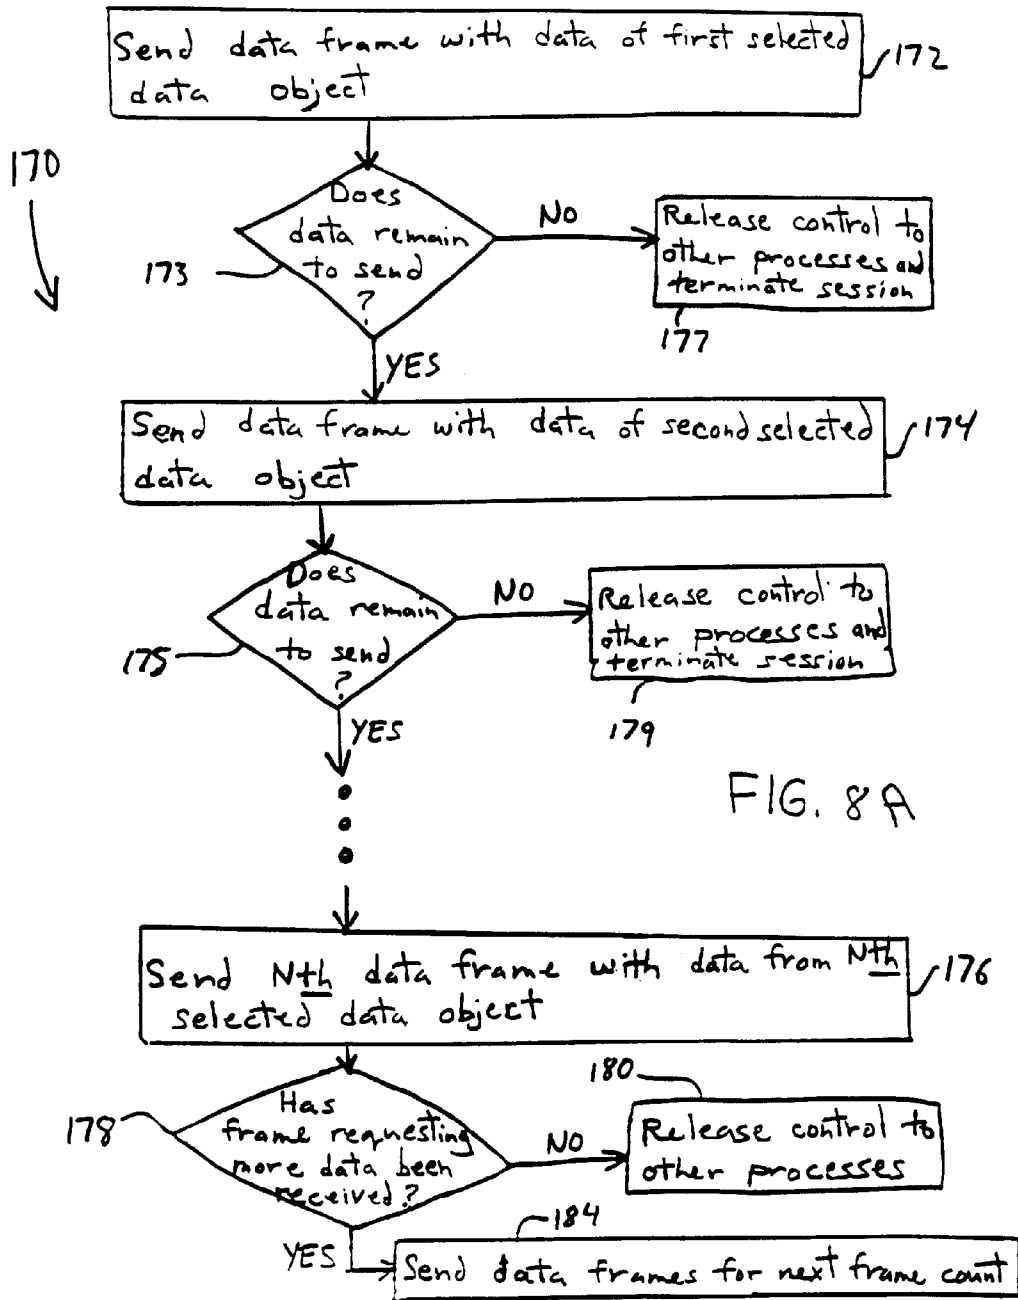 Send data frame with data of first selected
data object
172
170
Does
data remain
to send
?
173
NO
Release control to
other processes and
terminate session
177
YES
Send data frame with data of second selected
data object
174
Does
data remain
to send
?
175
NO
Release control to
other processes and
terminate session
179
YES
FIG. 8A
Send Nth data frame with data from Nth
selected data object
176
Has
frame requesting
more data been
received?
178
NO
180
Release control to
other processes
YES
184
Send data frames for next frame count